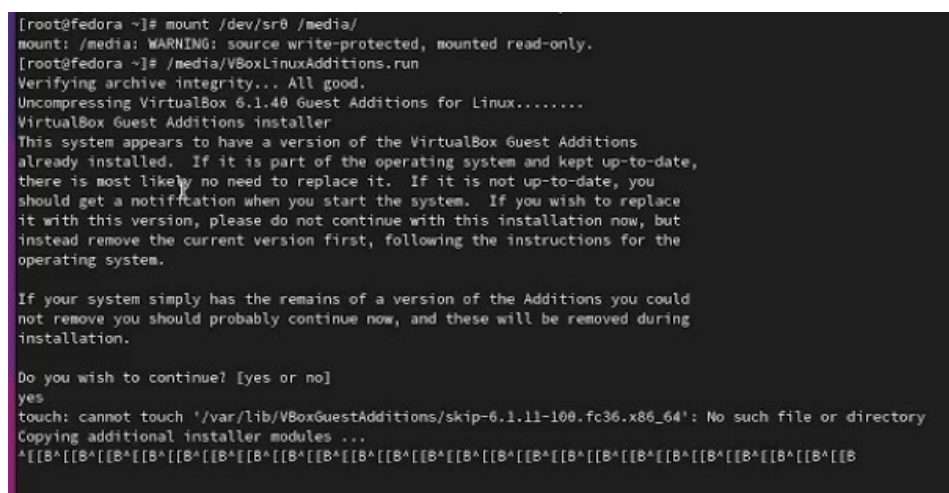 [root@fedora ~]# mount /dev/sr0 /media/
mount: /media: WARNING: source write-protected, mounted read-only.
[root@fedora ~]# /media/VBoxLinuxAdditions.run
Verifying archive integrity... All good.
Uncompressing VirtualBox 6.1.40 Guest Additions for Linux........
VirtualBox Guest Additions installer
This system appears to have a version of the VirtualBox Guest Additions
already installed.  If it is part of the operating system and kept up-to-date,
there is most likely no need to replace it.  If it is not up-to-date, you
should get a notification when you start the system.  If you wish to replace
it with this version, please do not continue with this installation now, but
instead remove the current version first, following the instructions for the
operating system.

If your system simply has the remains of a version of the Additions you could
not remove you should probably continue now, and these will be removed during
installation.

Do you wish to continue? [yes or no]
yes
touch: cannot touch '/var/lib/VBoxGuestAdditions/skip-6.1.11-100.fc36.x86_64': No such file or directory
Copying additional installer modules ...
^[[B^[[B^[[B^[[B^[[B^[[B^[[B^[[B^[[B^[[B^[[B^[[B^[[B^[[B^[[B^[[B^[[B^[[B^[[B^[[B^[[B^[[B^[[B